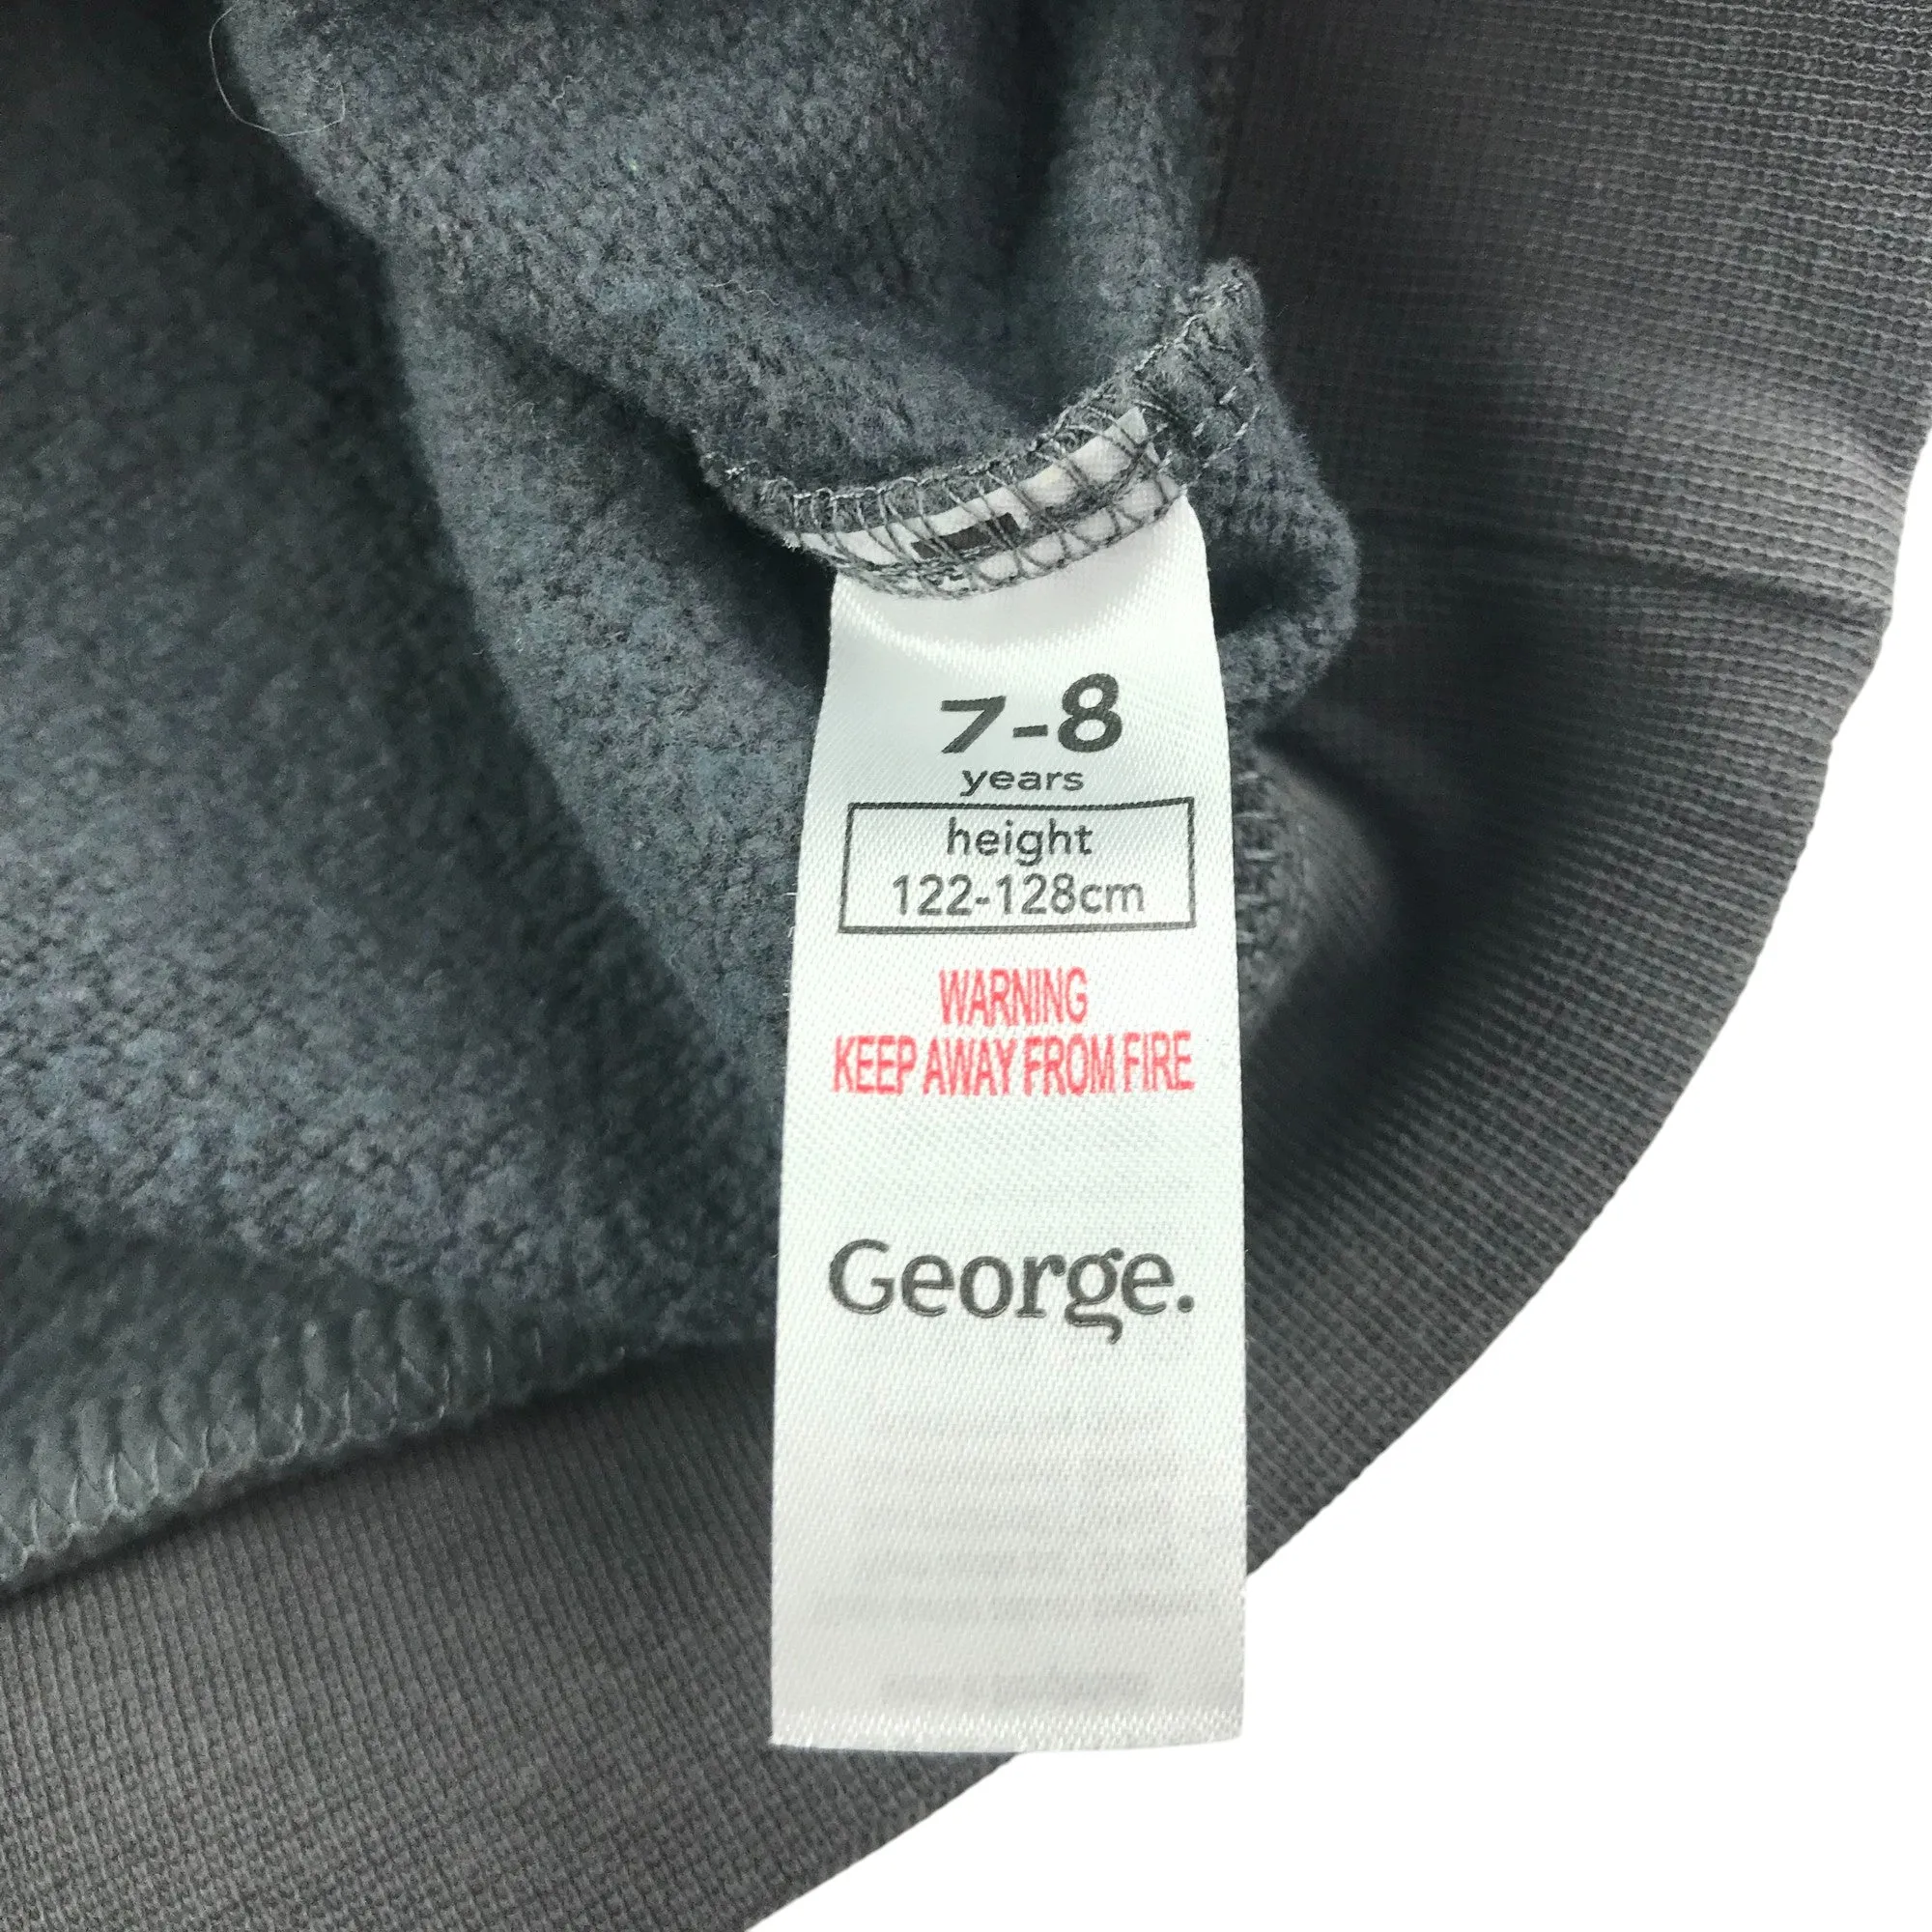 7-8
years
height
122-128cm
WARNING
KEEP AWAY FROM FIRE
George.